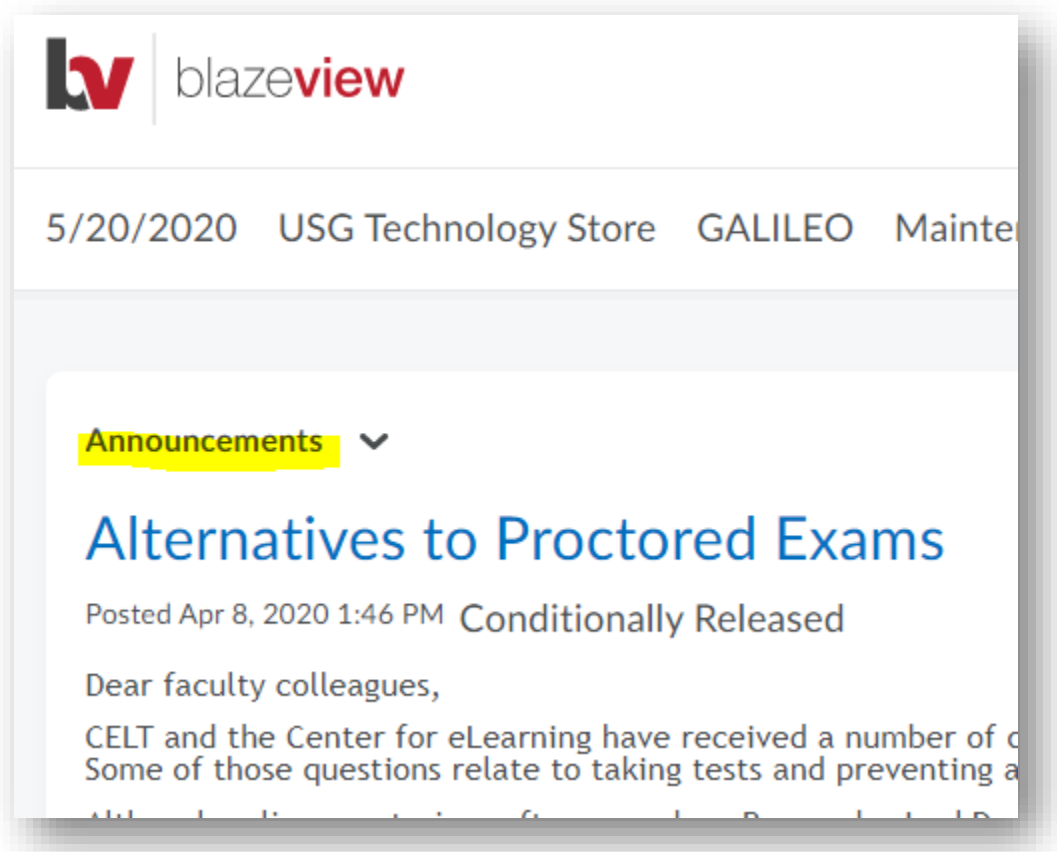 bv blazeview
5/20/2020 USG Technology Store GALILEO
Announcements
Alternatives to Proctored Exams
Posted Apr 8, 2020 1:46 PM Conditionally Released
Dear faculty colleagues,
CELT and the Center for eLearning have received a number of
Some of those questions relate to taking tests and preventing